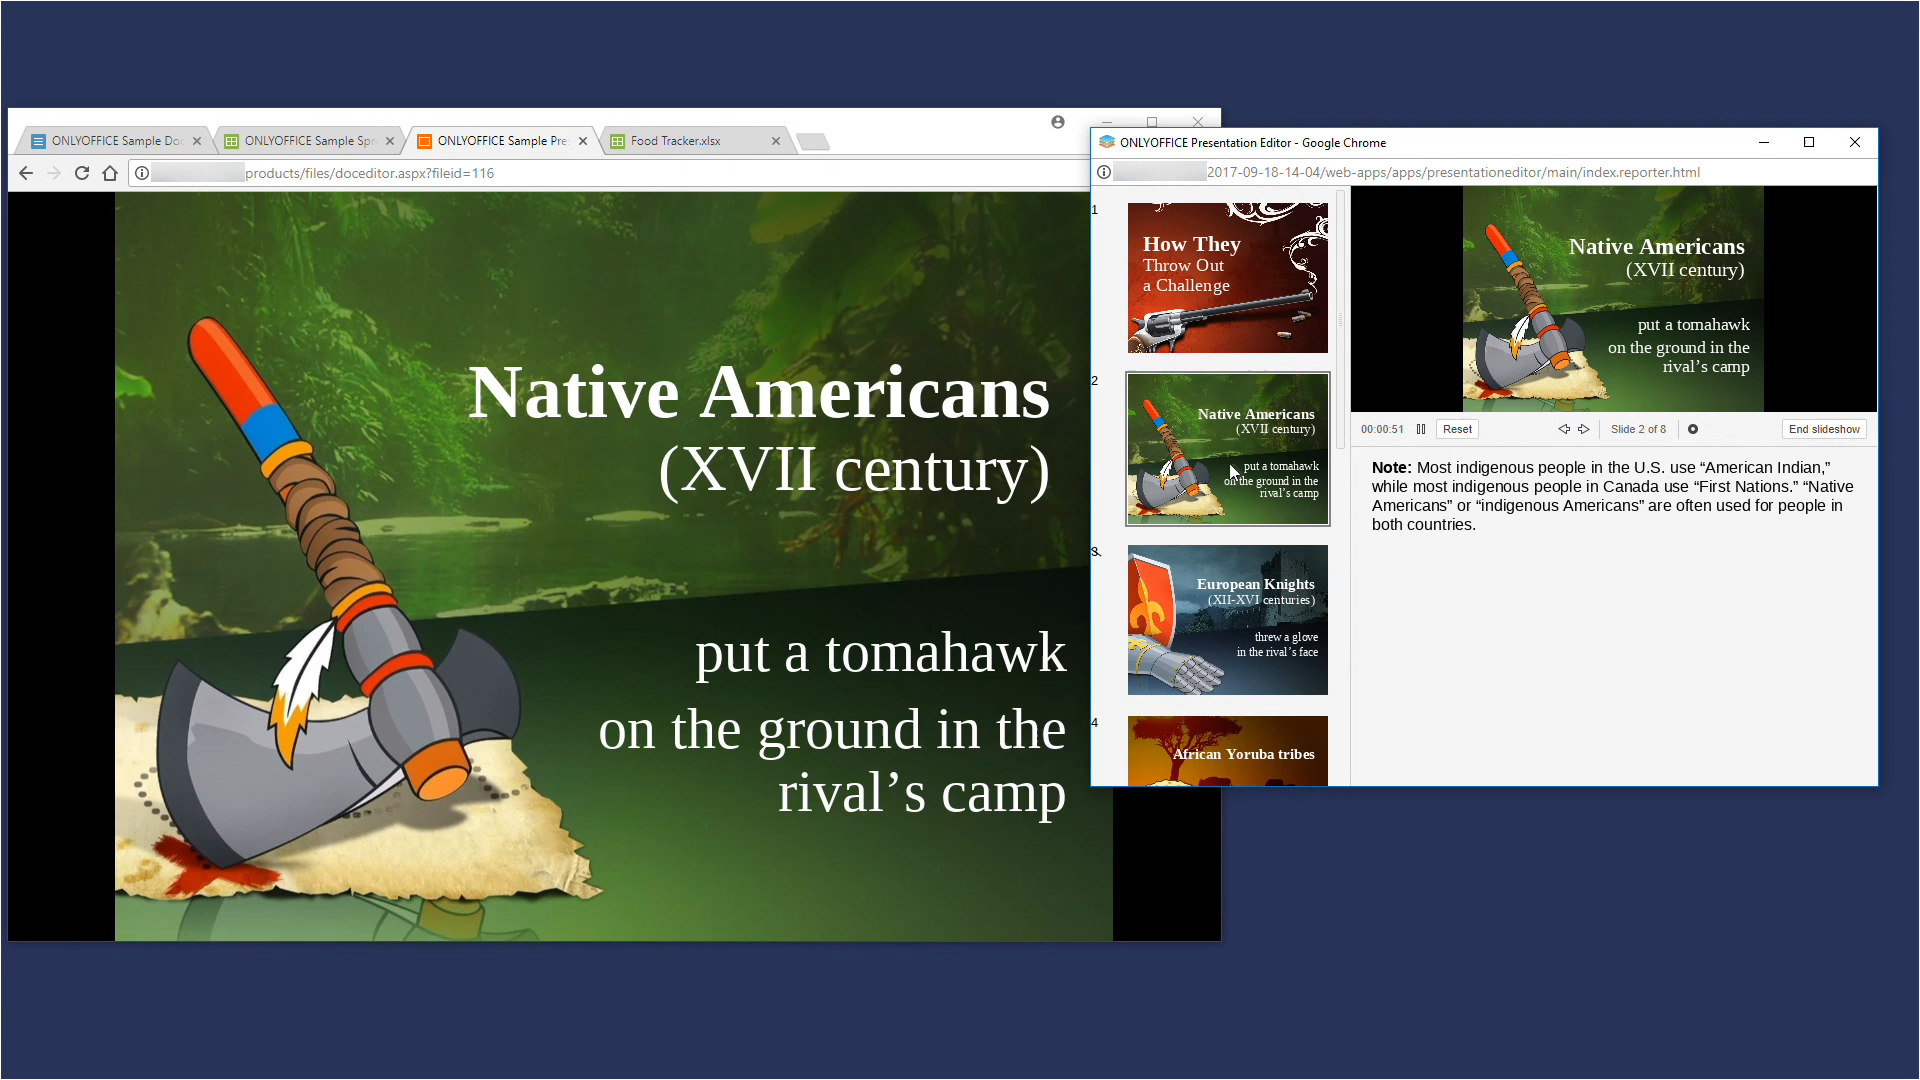 ONLYOFFICE Sample Doc
ONLYOFFICE Sample Spr
ONLYOFFICE Sample Pre
Food Tracker.xlsx
products/files/doceditor.aspx?fileid=116
Native Americans
(XVII century)
put a tomahawk
on the ground in the
rival’s camp
ONLYOFFICE Presentation Editor - Google Chrome
2017-09-18-14-04/web-apps/apps/presentationeditor/main/index.reporter.html
1
How They
Throw Out
a Challenge
2
Native Americans
(XVII century)
put a tomahawk
on the ground in the
rival’s camp
3
European Knights
(XII-XVI centuries)
threw a glove
in the rival’s face
4
African Yoruba tribes
Native Americans
(XVII century)
put a tomahawk
on the ground in the
rival’s camp
00:00:51
Reset
Slide 2 of 8
End slideshow
Note: Most indigenous people in the U.S. use “American Indian,”
while most indigenous people in Canada use “First Nations.” “Native
Americans” or “indigenous Americans” are often used for people in
both countries.